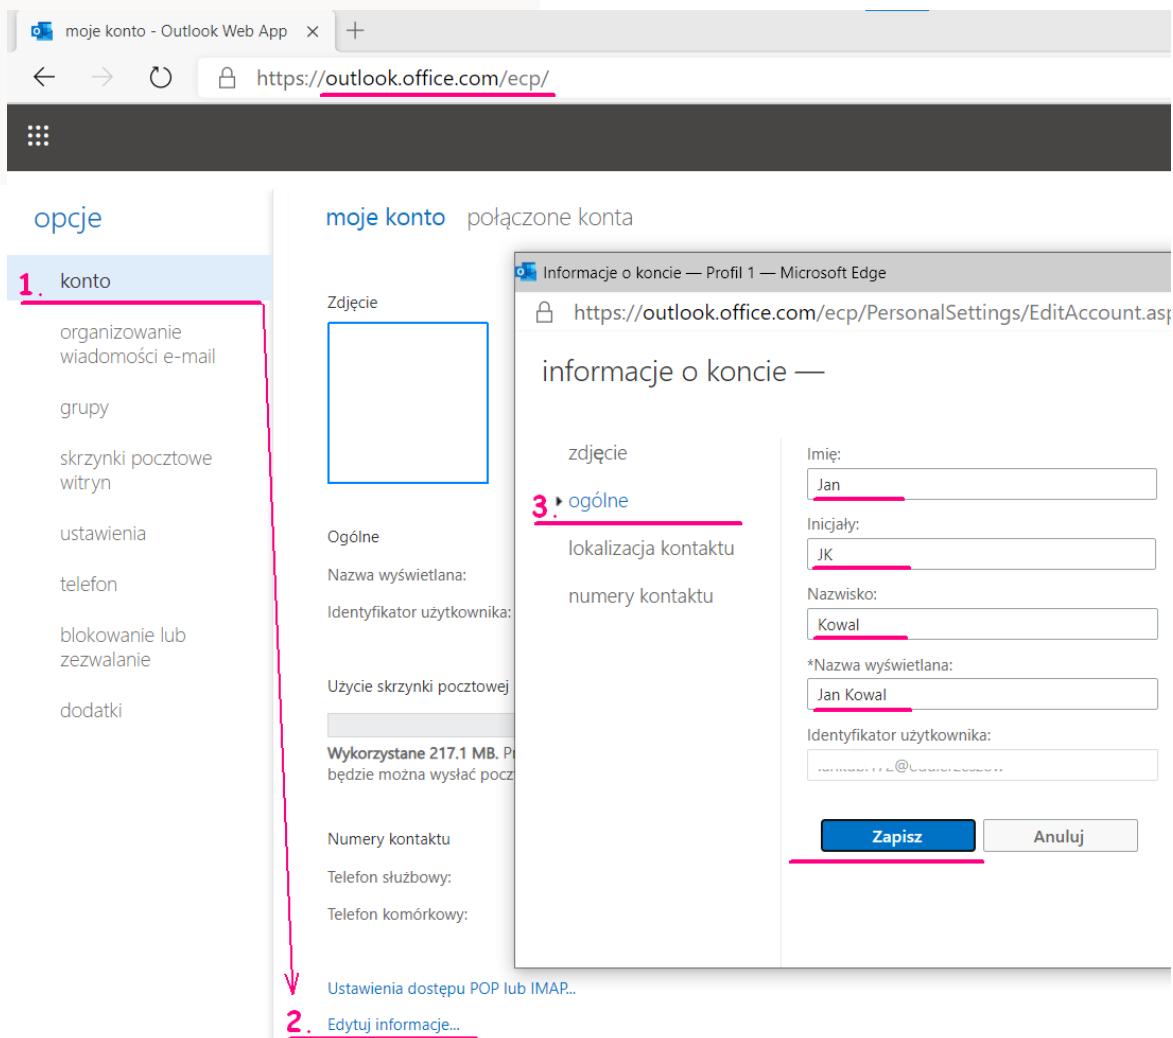 moje konto - Outlook Web App
https://outlook.office.com/ecp/
opcje
1. konto
organizowanie
wiadomości e-mail
grupy
skrzynki pocztowe
witryn
ustawienia
telefon
blokowanie lub
zezwalanie
dodatki
moje konto połączone konta
Zdjęcie
Ogólne
Nazwa wyświetlana:
Identyfikator użytkownika:
Użycie skrzynki pocztowej
Wykorzystane 217.1 MB.
będzie można wysłać
Numery kontaktu
Telefon służbowy:
Telefon komórkowy:
Ustawienia dostępu POP lub IMAP...
2. Edytuj informacje...
Informacje o koncie — Profil 1 — Microsoft Edge
https://outlook.office.com/ecp/PersonalSettings/EditAccount.asp
informacje o koncie —
zdjęcie
3. ogólne
lokalizacja kontaktu
numery kontaktu
Imię:
Jan
Inicjały:
JK
Nazwisko:
Kowal
*Nazwa wyświetlana:
Jan Kowal
Identyfikator użytkownika:
Zapisz Anuluj